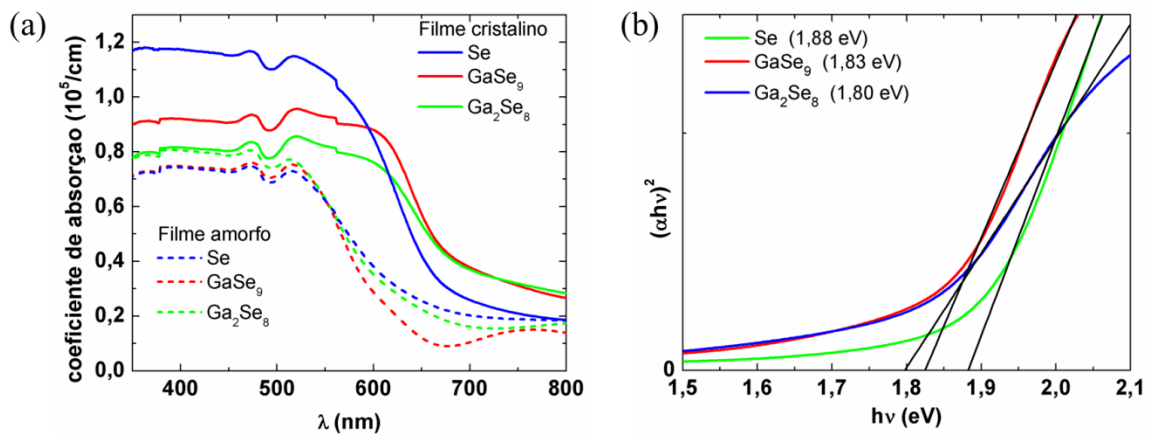 (a)
coeficiente de absorçao (10⁵/cm)
1,2
1,0
0,8
0,6
0,4
0,2
0,0
Filme cristalino
Se
GaSe₉
Ga₂Se₈
Filme amorfo
Se
GaSe₉
Ga₂Se₈
400 500 600 700 800
λ (nm)
(b)
(αhν)²
Se (1,88 eV)
GaSe₉ (1,83 eV)
Ga₂Se₈ (1,80 eV)
0
1,5 1,6 1,7 1,8 1,9 2,0 2,1
hν (eV)